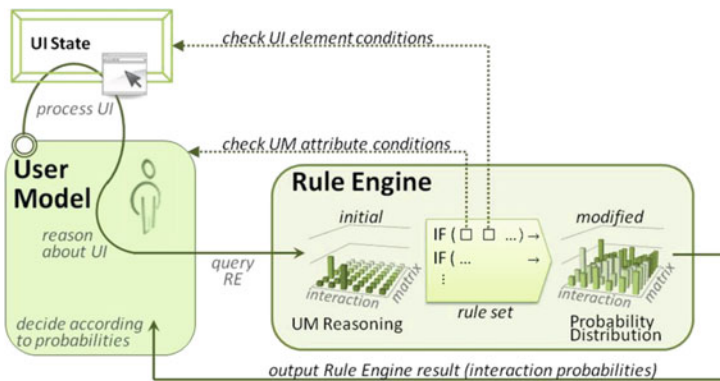 UI State
check UI element conditions
process UI
check UM attribute conditions
User
Model
Rule Engine
initial
modified
IF ( □ □ ...) →
IF ( ... →
⋮
reason
about UI
query
RE
interaction
matrix
interaction
matrix
rule set
UM Reasoning
Probability
Distribution
decide according
to probabilities
output Rule Engine result (interaction probabilities)